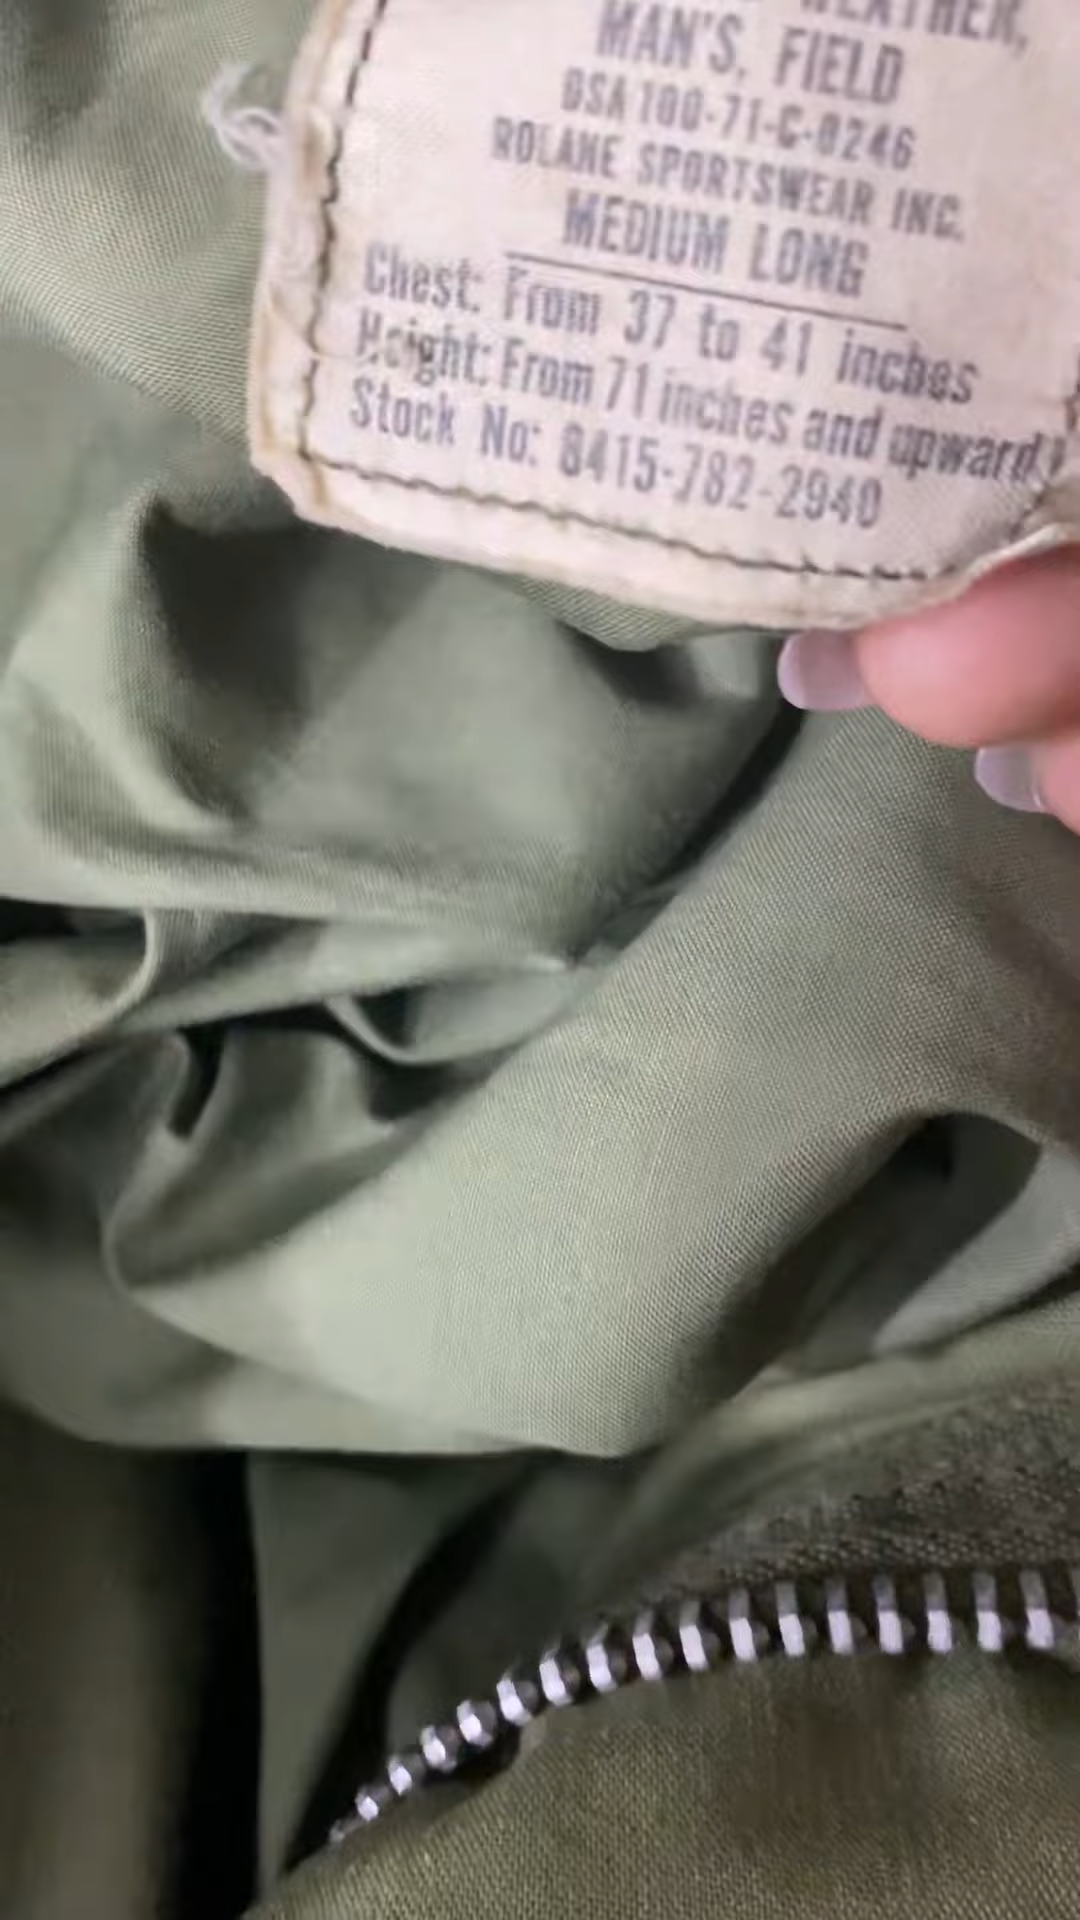 WEATHER,
MAN'S, FIELD
DSA 100-71-C-0246
ROLANE SPORTSWEAR INC.
MEDIUM LONG
Chest: From 37 to 41 inches
Height: From 71 inches and upward
Stock No: 8415-782-2940